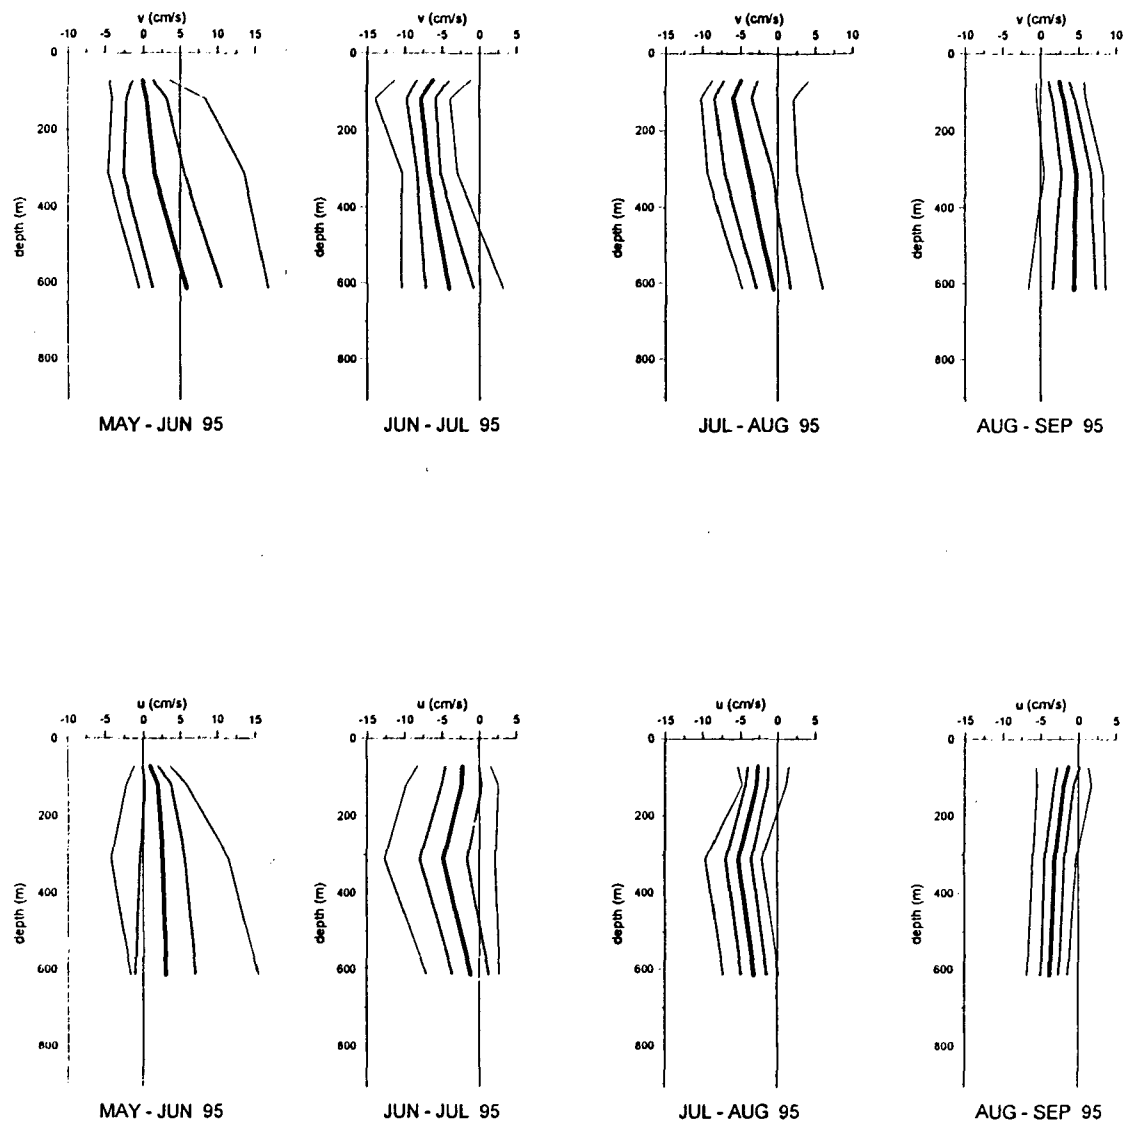 v (cm/s) v (cm/s) v (cm/s) v (cm/s)
-10 -5 0 5 10 15 -15 -10 -5 0 5 -15 -10 -5 0 5 10 -10 -5 0 5 10
0 0 0 0
200 200 200 200
depth (m) depth (m) depth (m) depth (m)
400 400 400 400
600 600 600 600
800 800 800 800
MAY - JUN 95 JUN - JUL 95 JUL - AUG 95 AUG - SEP 95
u (cm/s) u (cm/s) u (cm/s) u (cm/s)
-10 -5 0 5 10 15 -15 -10 -5 0 5 -15 -10 -5 0 5 -15 -10 -5 0 5
0 0 0 0
200 200 200 200
depth (m) depth (m) depth (m) depth (m)
400 400 400 400
600 600 600 600
800 800 800 800
MAY - JUN 95 JUN - JUL 95 JUL - AUG 95 AUG - SEP 95